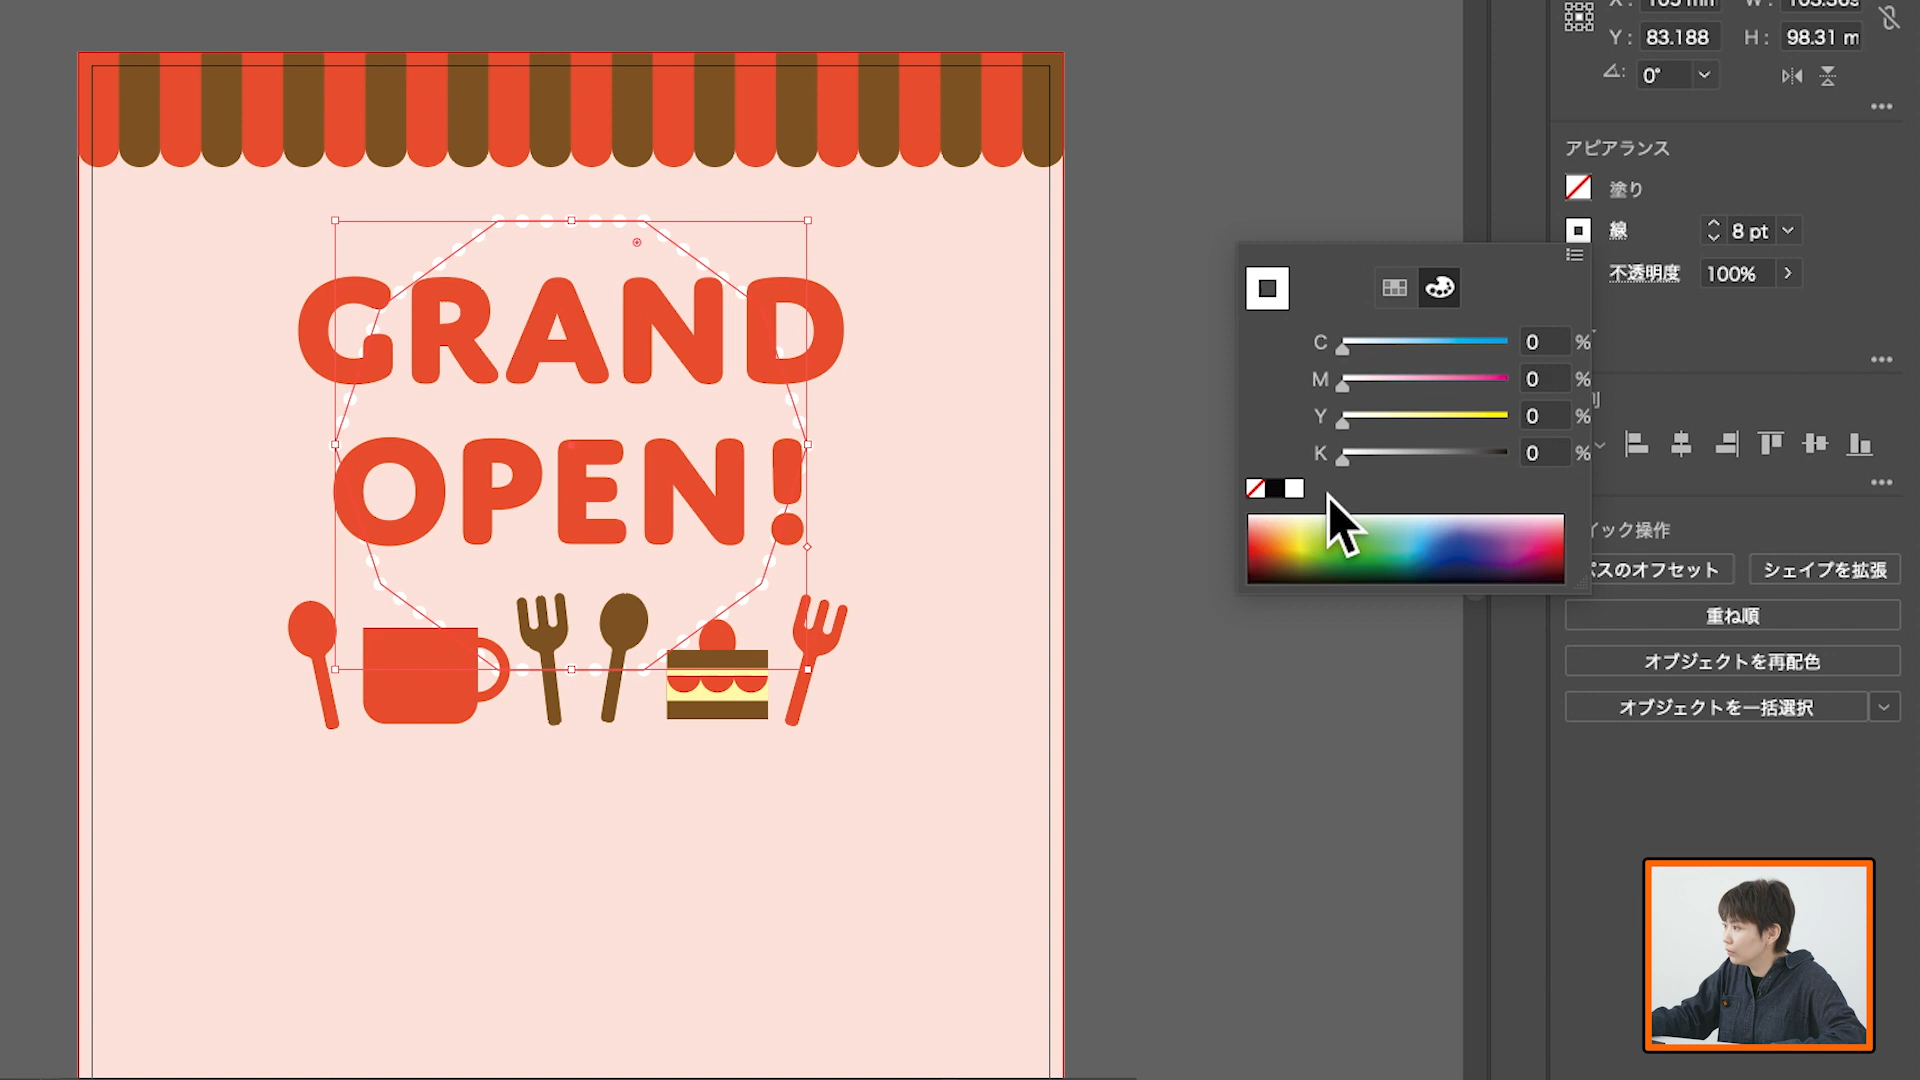 GRAND
OPEN!
Y: 83.188 H: 98.31 m
0°
アピアランス
塗り
線 8 pt
不透明度 100%
C 0 %
M 0 %
Y 0 %
K 0 %
ック操作
スのオフセット シェイプを拡張
重ね順
オブジェクトを再配色
オブジェクトを一括選択